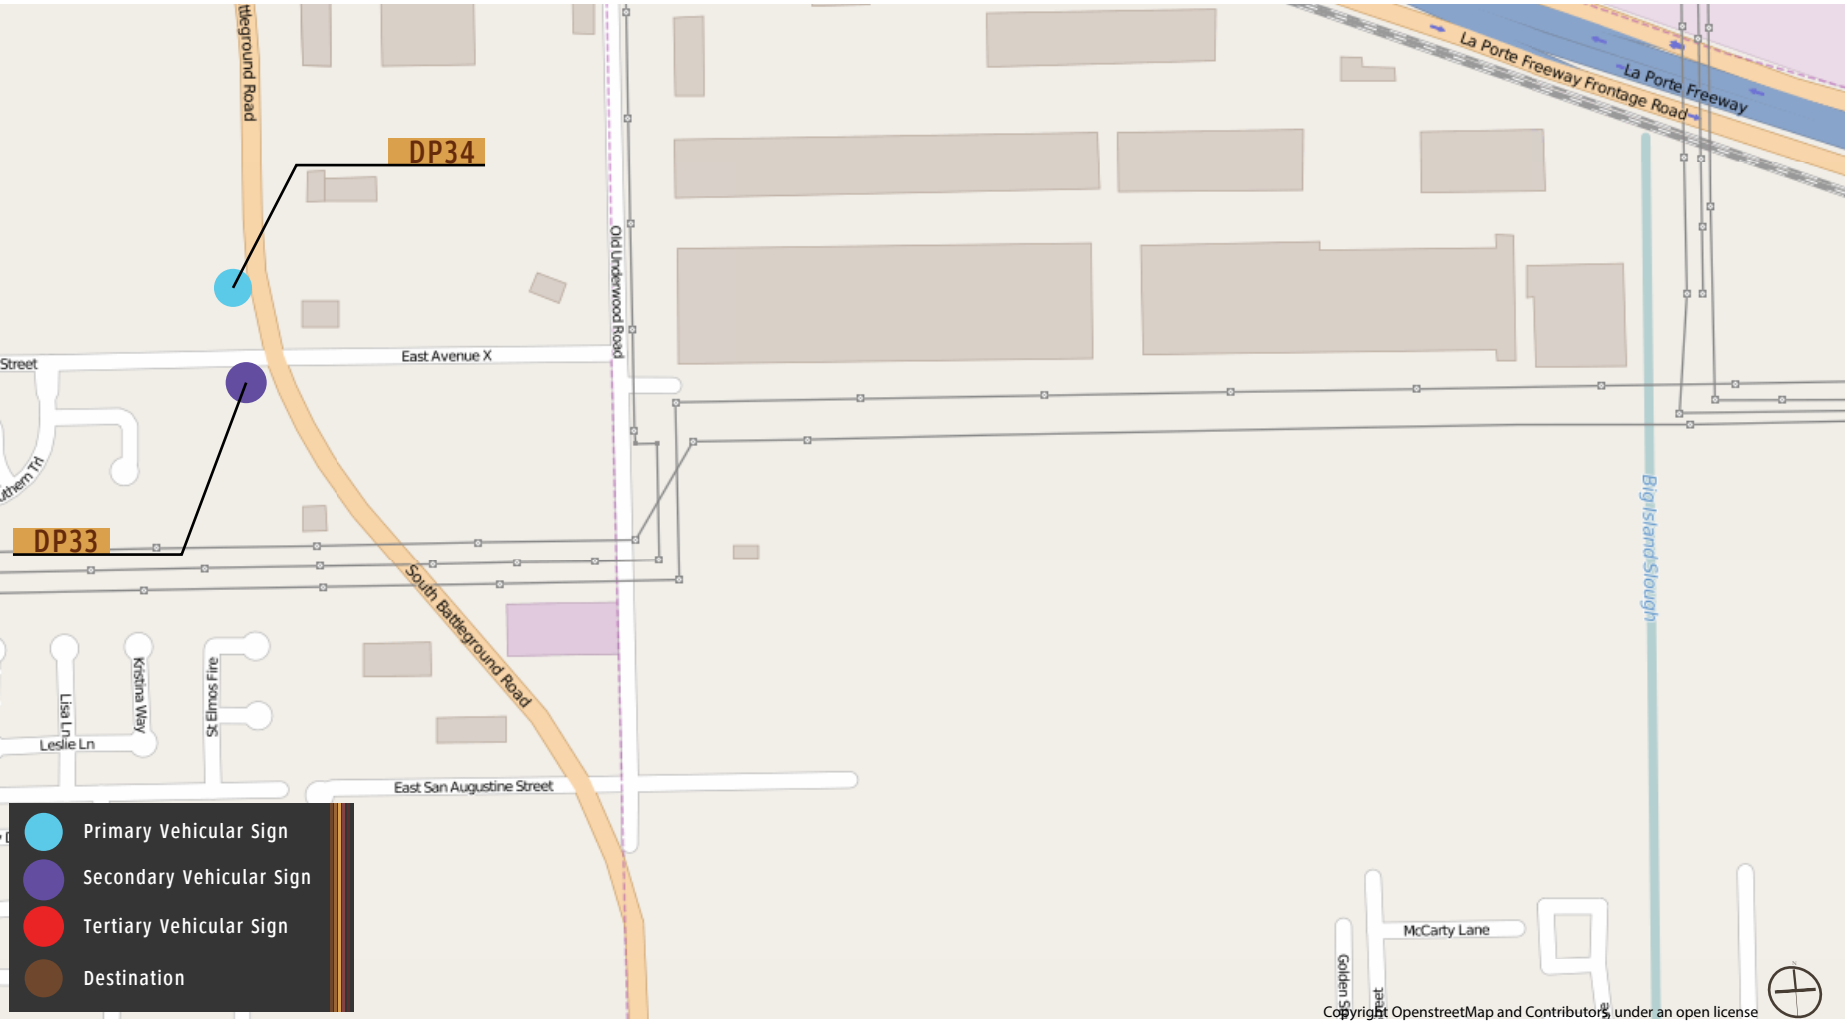 ttleground Road
La Porte Freeway Frontage Road
La Porte Freeway
DP34
Old Underwood Road
Street
East Avenue X
uthern Trl
DP33
South Battleground Road
Big Island Slough
Lisa Ln
Kristina Way
St Elmos Fire
Leslie Ln
East San Augustine Street
Primary Vehicular Sign
Secondary Vehicular Sign
Tertiary Vehicular Sign
Destination
McCarty Lane
Golden S
eet
N
Copyright OpenstreetMap and Contributors, under an open license